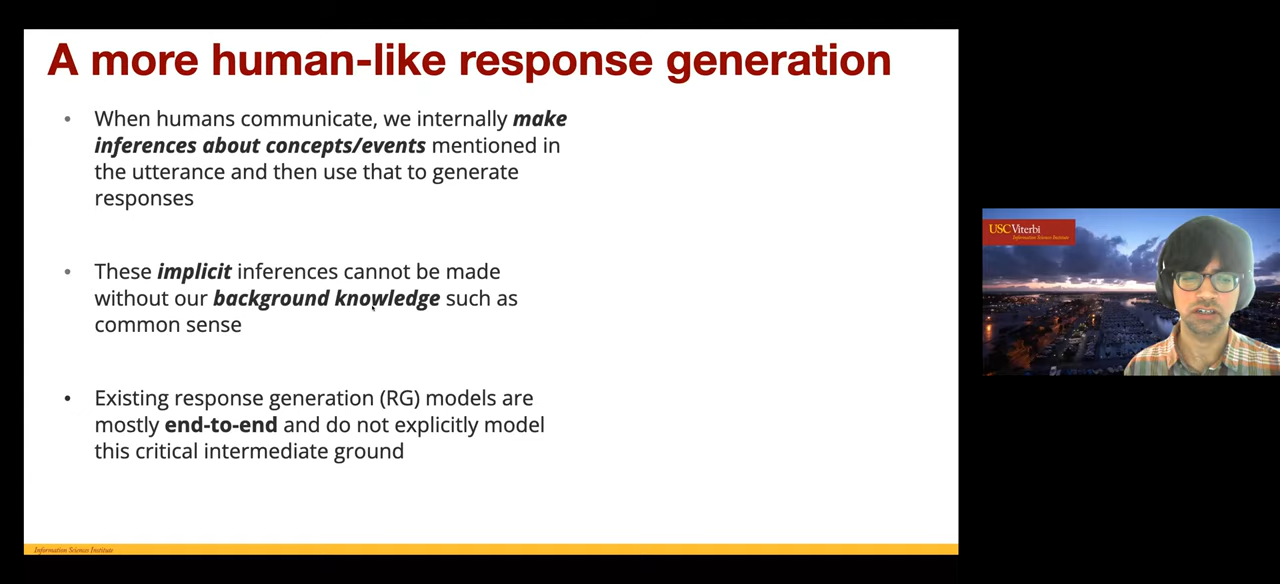 A more human-like response generation
• When humans communicate, we internally make
inferences about concepts/events mentioned in
the utterance and then use that to generate
responses
• These implicit inferences cannot be made
without our background knowledge such as
common sense
• Existing response generation (RG) models are
mostly end-to-end and do not explicitly model
this critical intermediate ground
Information Sciences Institute
USC Viterbi
Information Science Institute